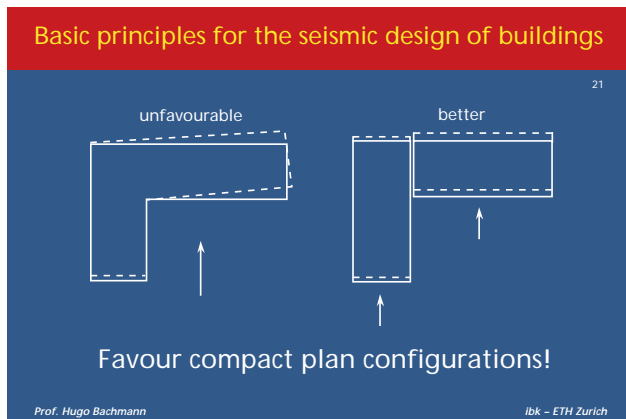 Basic principles for the seismic design of buildings
21
unfavourable
better
Favour compact plan configurations!
Prof. Hugo Bachmann
ibk – ETH Zurich